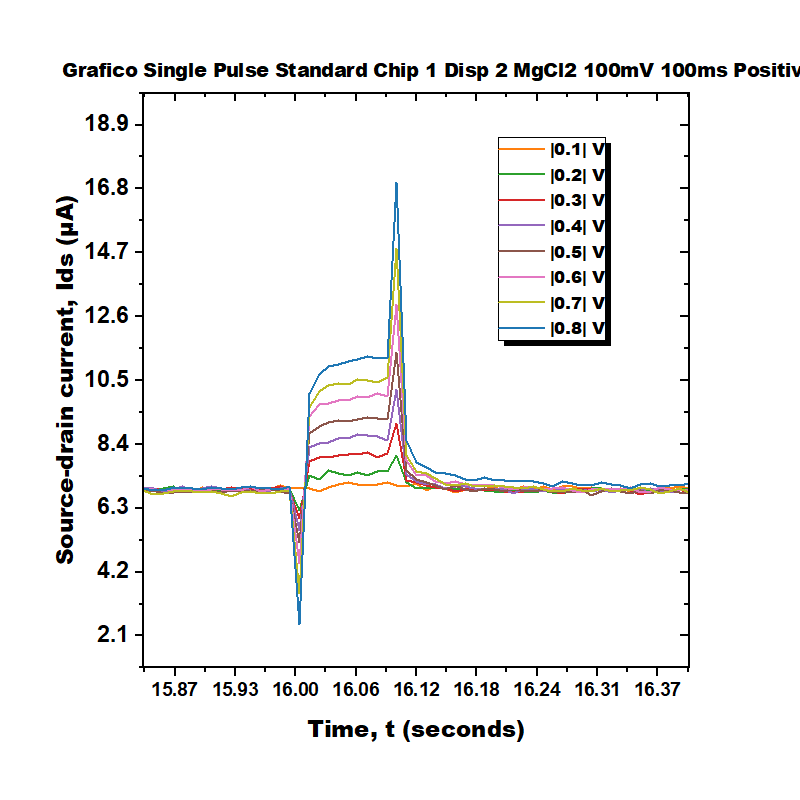 Grafico Single Pulse Standard Chip 1 Disp 2 MgCl2 100mV 100ms Positiv
18.9
16.8
14.7
12.6
10.5
8.4
6.3
4.2
2.1
Source-drain current, Ids (µA)
|0.1| V
|0.2| V
|0.3| V
|0.4| V
|0.5| V
|0.6| V
|0.7| V
|0.8| V
15.87 15.93 16.00 16.06 16.12 16.18 16.24 16.31 16.37
Time, t (seconds)